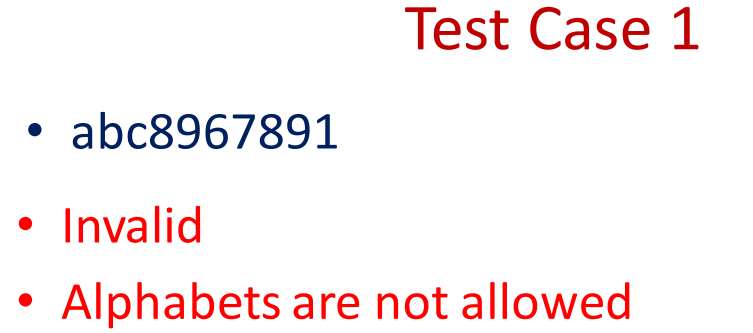 Test Case 1
• abc8967891
• Invalid
• Alphabets are not allowed